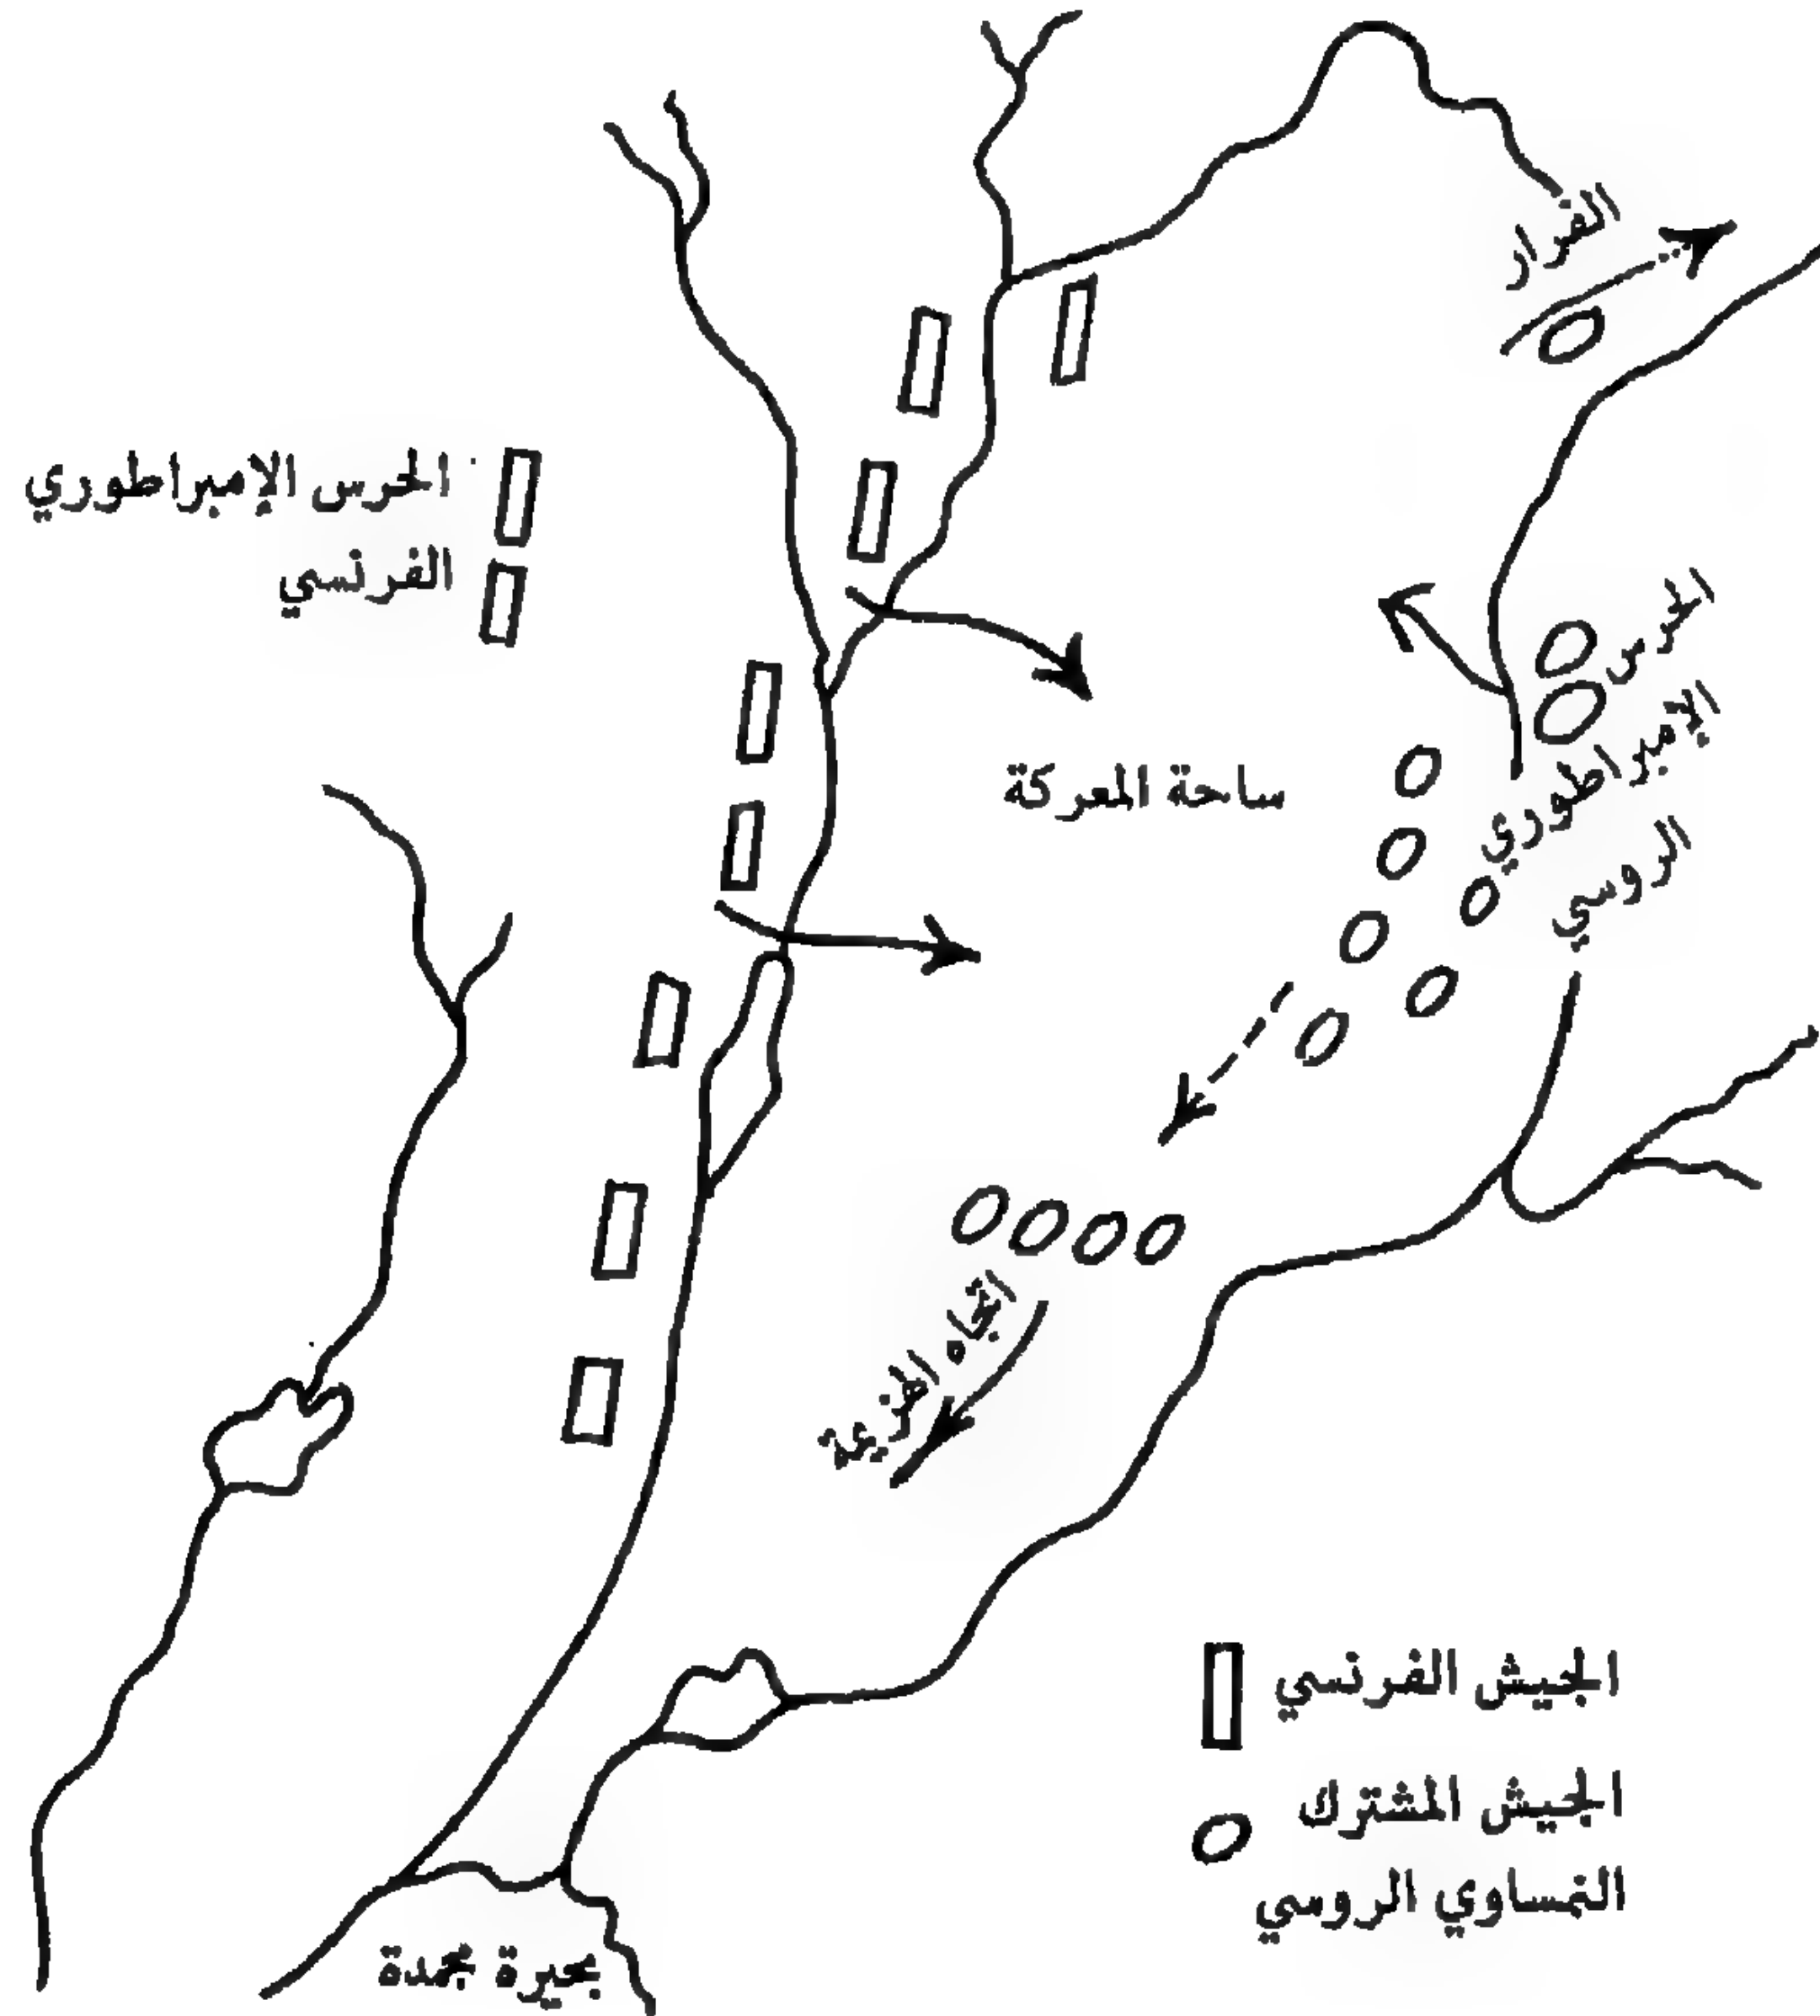 الفرار
الحرس الإمبراطوري
الفرنسي
الحرس
الإمبراطوري
الروسي
ساحة المعركة
اتجاه الهزيمة
الجيش الفرنسي
الجيش المشترك
النمساوي الروسي
بحيرة مجمدة